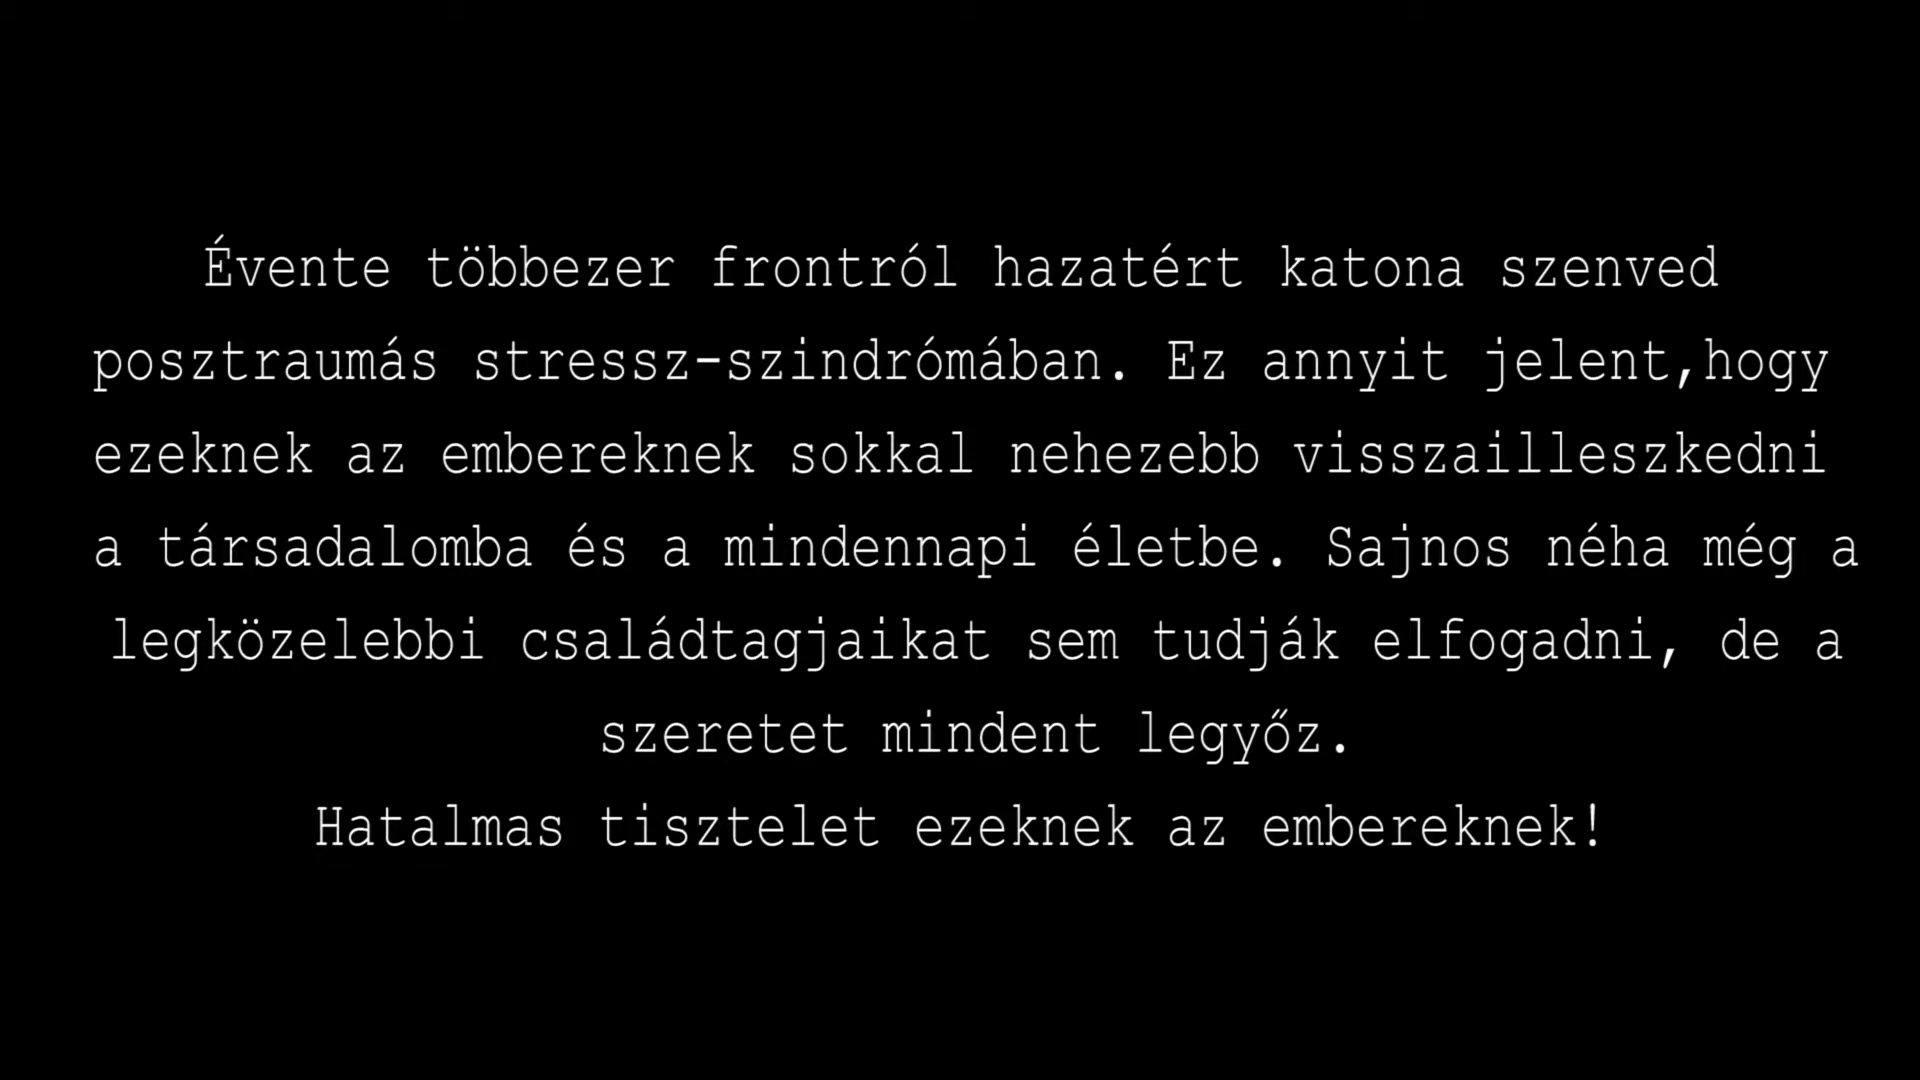 Évente többezer frontról hazatért katona szenved
posztraumás stressz-szindrómában. Ez annyit jelent,hogy
ezeknek az embereknek sokkal nehezebb visszailleszkedni
a társadalomba és a mindennapi életbe. Sajnos néha még a
legközelebbi családtagjaikat sem tudják elfogadni, de a
szeretet mindent legyőz.
Hatalmas tisztelet ezeknek az embereknek!